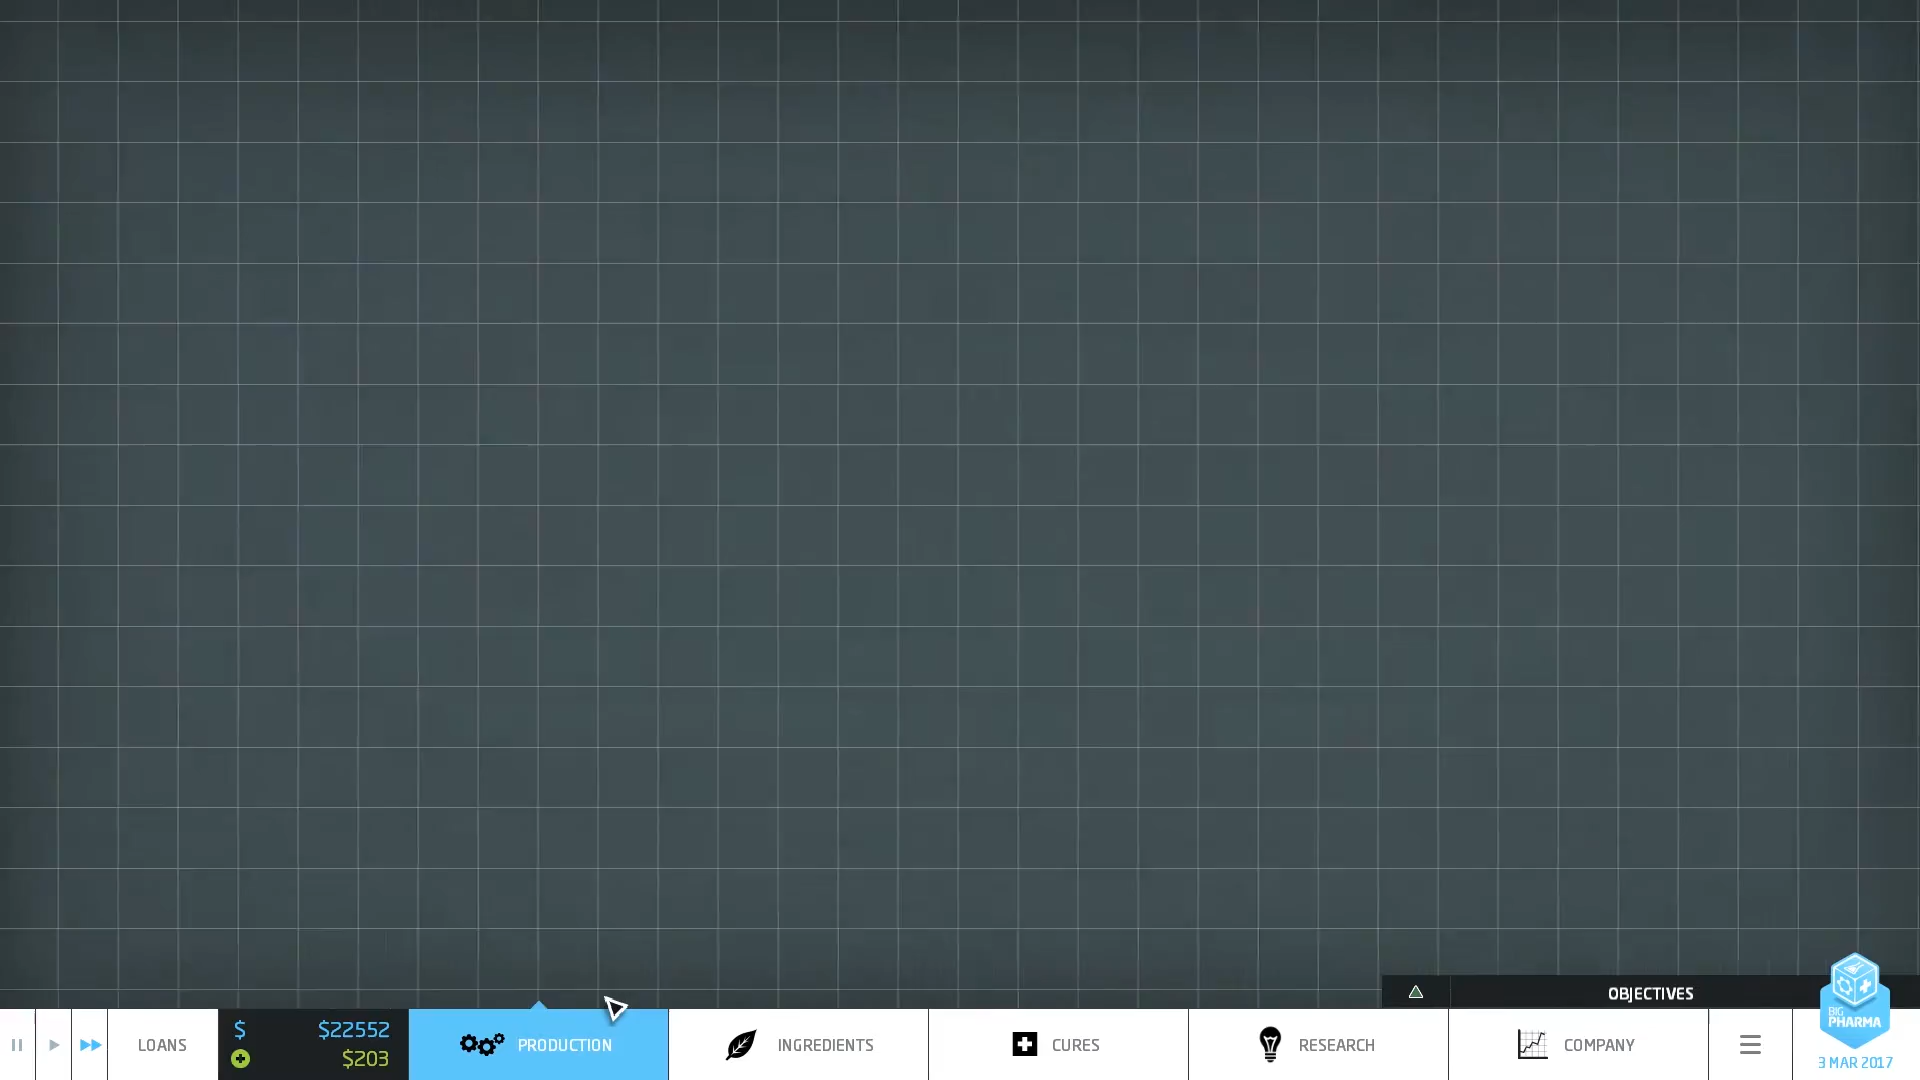 OBJECTIVES
LOANS
$ $22552
$203
PRODUCTION
INGREDIENTS
CURES
RESEARCH
COMPANY
BIG
PHARMA
3 MAR 2017